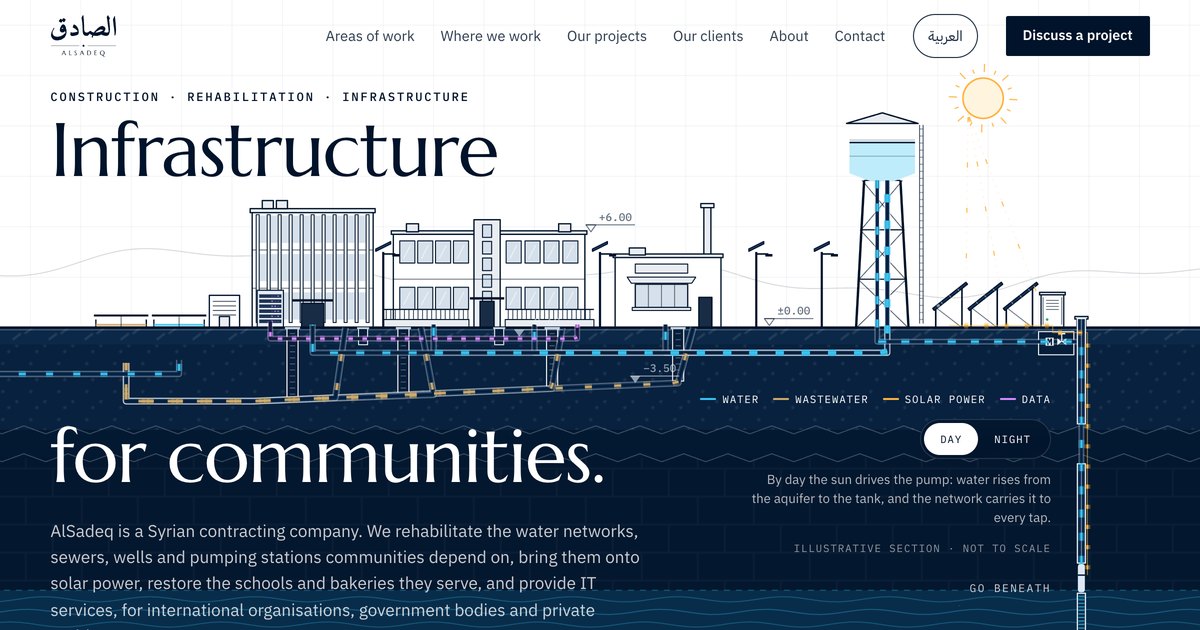 الصادق
ALSADEQ
Areas of work
Where we work
Our projects
Our clients
About
Contact
العربية
Discuss a project
CONSTRUCTION · REHABILITATION · INFRASTRUCTURE
Infrastructure
+6.00
±0.00
−3.50
M
WATER
WASTEWATER
SOLAR POWER
DATA
for communities.
DAY
NIGHT
By day the sun drives the pump: water rises from
the aquifer to the tank, and the network carries it to
every tap.
ILLUSTRATIVE SECTION · NOT TO SCALE
GO BENEATH
AlSadeq is a Syrian contracting company. We rehabilitate the water networks,
sewers, wells and pumping stations communities depend on, bring them onto
solar power, restore the schools and bakeries they serve, and provide IT
services, for international organisations, government bodies and private